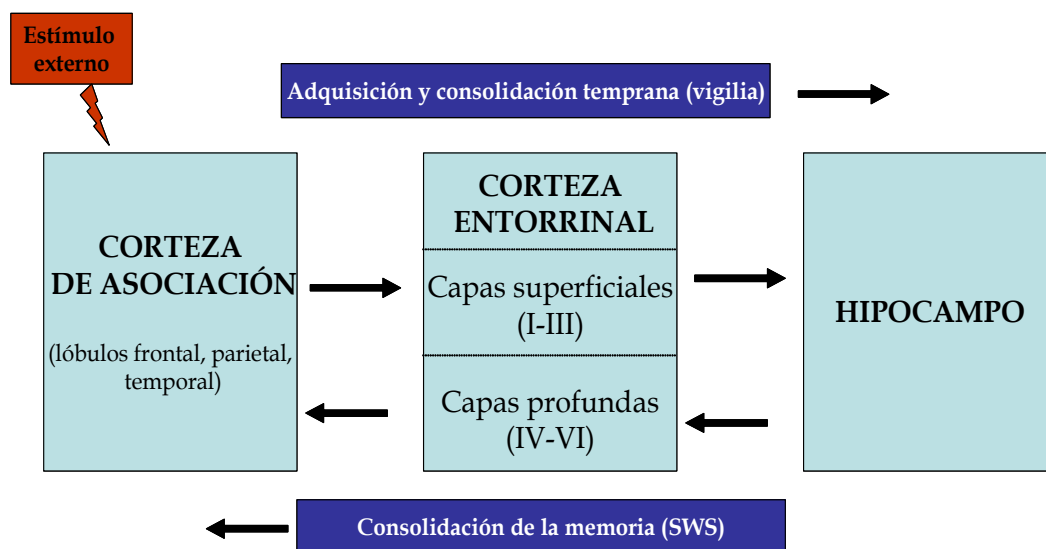 Estímulo
externo
Adquisición y consolidación temprana (vigilia)
CORTEZA
DE ASOCIACIÓN
(lóbulos frontal, parietal,
temporal)
CORTEZA
ENTORRINAL
Capas superficiales
(I-III)
Capas profundas
(IV-VI)
HIPOCAMPO
Consolidación de la memoria (SWS)